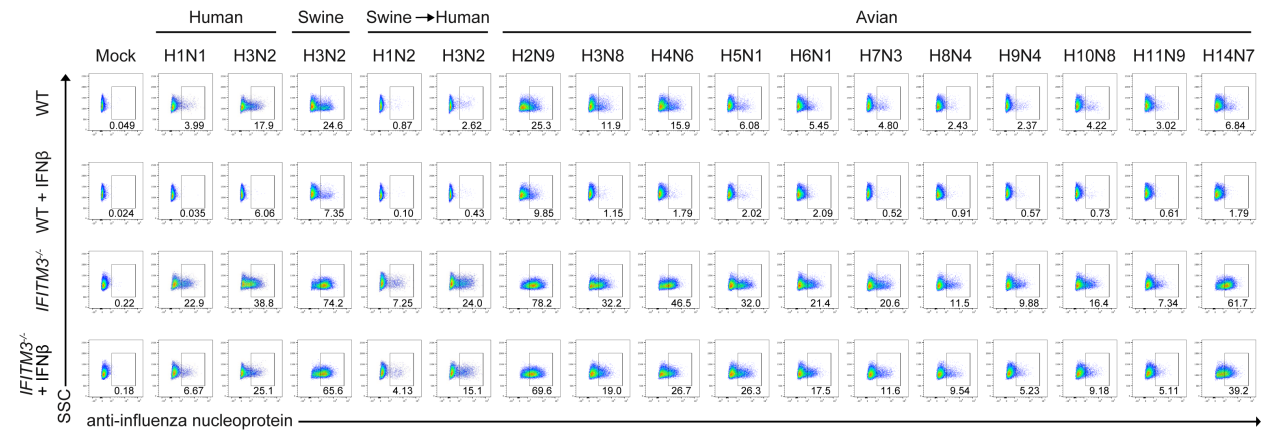 Human Swine Swine → Human Avian
Mock H1N1 H3N2 H3N2 H1N2 H3N2 H2N9 H3N8 H4N6 H5N1 H6N1 H7N3 H8N4 H9N4 H10N8 H11N9 H14N7
WT
0.049 3.99 17.9 24.6 0.87 2.62 25.3 11.9 15.9 6.08 5.45 4.80 2.43 2.37 4.22 3.02 6.84
WT + IFNβ
0.024 0.035 6.06 7.35 0.10 0.43 9.85 1.15 1.79 2.02 2.09 0.52 0.91 0.57 0.73 0.61 1.79
IFITM3-/-
0.22 22.9 38.8 74.2 7.25 24.0 78.2 32.2 46.5 32.0 21.4 20.6 11.5 9.88 16.4 7.34 61.7
IFITM3-/-
+ IFNβ
0.18 6.67 25.1 65.6 4.13 15.1 69.6 19.0 26.7 26.3 17.5 11.6 9.54 5.23 9.18 5.11 39.2
SSC
anti-influenza nucleoprotein